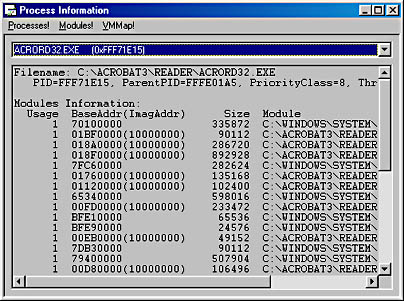 Process Information
Processes! Modules! VMMap!
ACRORD32.EXE (0xFFF71E15)
Filename: C:\ACROBAT3\READER\ACRORD32.EXE
PID=FFF71E15, ParentPID=FFFE01A5, PriorityClass=8, Thr
Modules Information:
Usage BaseAddr(ImagAddr) Size Module
1 70100000 335872 C:\WINDOWS\SYSTEM\
1 01BF0000(10000000) 90112 C:\ACROBAT3\READER
1 018A0000(10000000) 286720 C:\ACROBAT3\READER
1 018F0000(10000000) 892928 C:\ACROBAT3\READER
1 7FC60000 282624 C:\WINDOWS\SYSTEM\
1 01760000(10000000) 135168 C:\ACROBAT3\READER
1 01120000(10000000) 102400 C:\ACROBAT3\READER
1 65340000 598016 C:\WINDOWS\SYSTEM\
1 00FD0000(10000000) 233472 C:\ACROBAT3\READER
1 BFE10000 65536 C:\WINDOWS\SYSTEM\
1 BFE90000 24576 C:\WINDOWS\SYSTEM\
1 00EB0000(10000000) 49152 C:\ACROBAT3\READER
1 7DB30000 90112 C:\WINDOWS\SYSTEM\
1 79400000 507904 C:\WINDOWS\SYSTEM\
1 00D80000(10000000) 106496 C:\ACROBAT3\READER